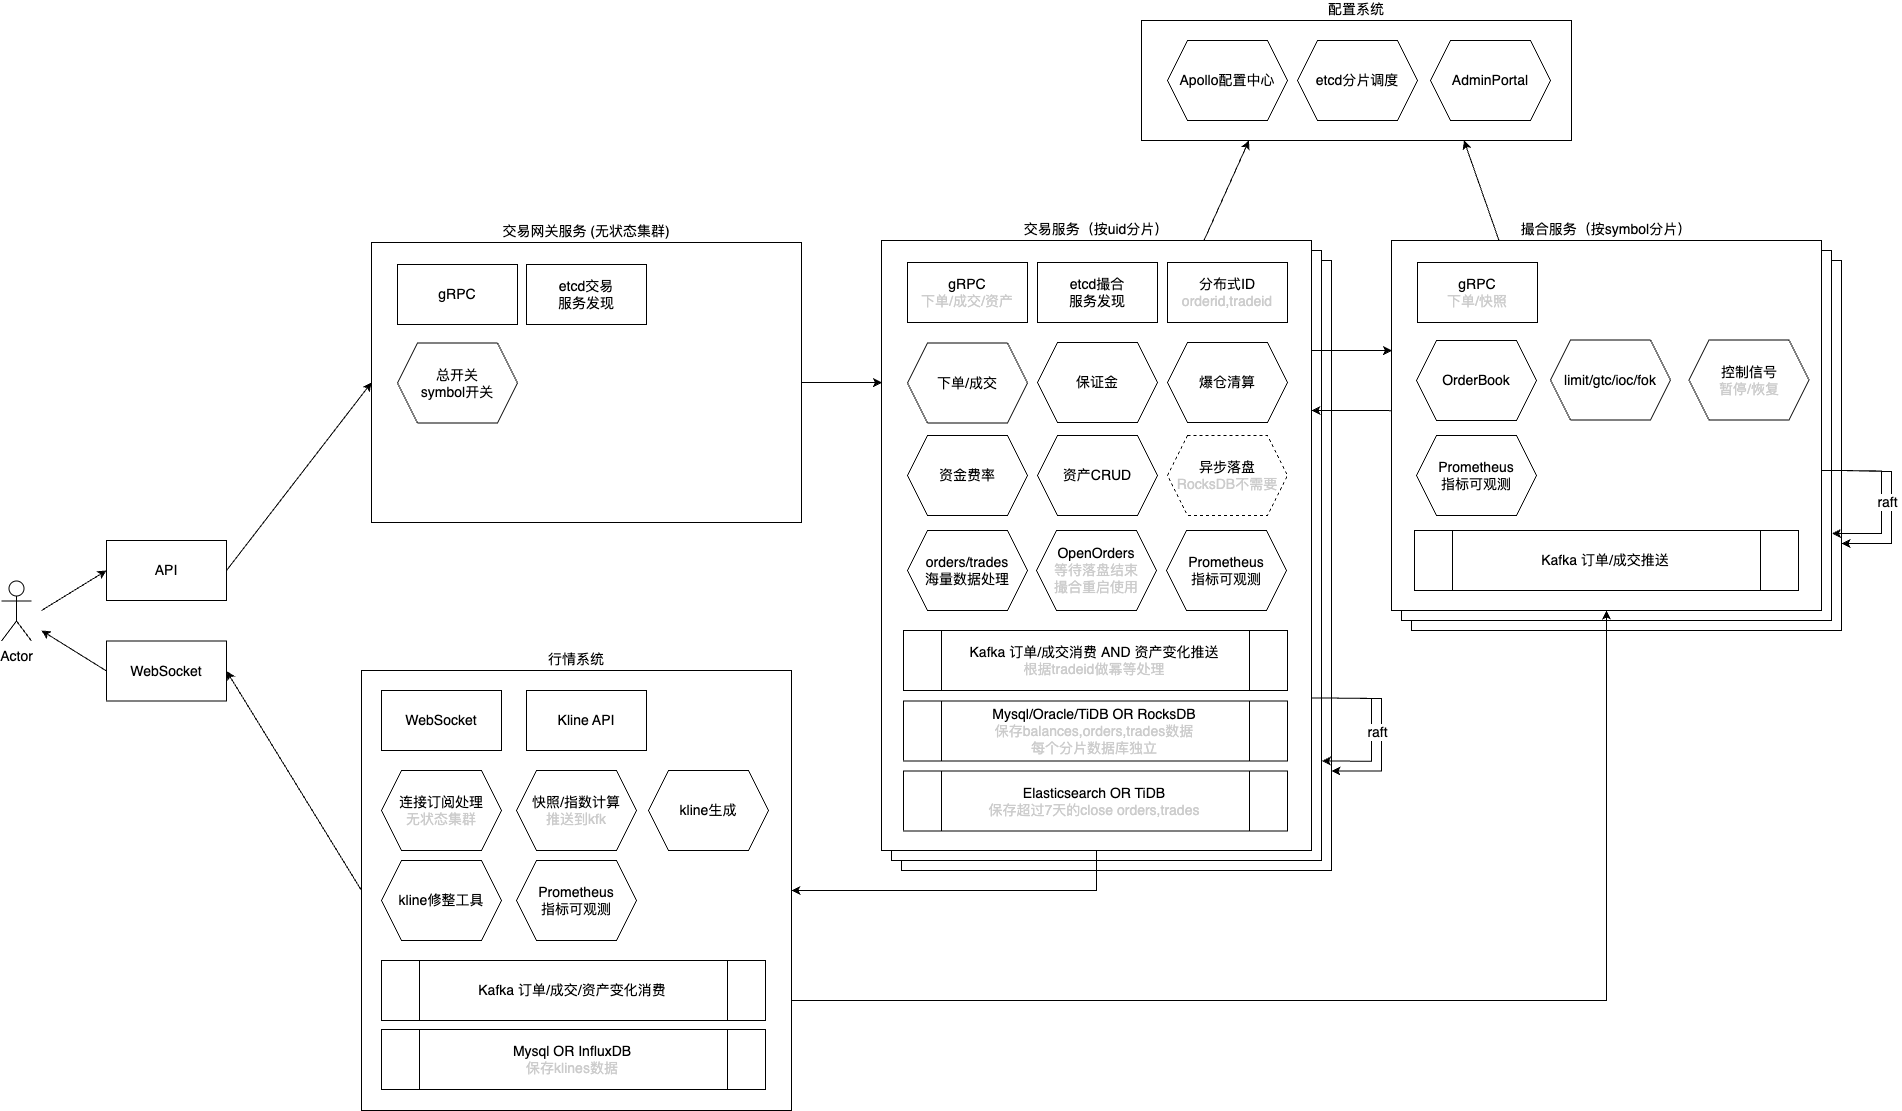 配置系统
Apollo配置中心
etcd分片调度
AdminPortal
交易网关服务 (无状态集群)
gRPC
etcd交易
服务发现
总开关
symbol开关
交易服务（按uid分片）
gRPC
下单/成交/资产
etcd撮合
服务发现
分布式ID
orderid,tradeid
下单/成交
保证金
爆仓清算
资金费率
资产CRUD
异步落盘
RocksDB不需要
orders/trades
海量数据处理
OpenOrders
等待落盘结束
撮合重启使用
Prometheus
指标可观测
Kafka 订单/成交消费 AND 资产变化推送
根据tradeid做幂等处理
Mysql/Oracle/TiDB OR RocksDB
保存balances,orders,trades数据
每个分片数据库独立
Elasticsearch OR TiDB
保存超过7天的close orders,trades
raft
撮合服务（按symbol分片）
gRPC
下单/快照
OrderBook
limit/gtc/ioc/fok
控制信号
暂停/恢复
Prometheus
指标可观测
Kafka 订单/成交推送
raft
API
WebSocket
Actor
行情系统
WebSocket
Kline API
连接订阅处理
无状态集群
快照/指数计算
推送到kfk
kline生成
kline修整工具
Prometheus
指标可观测
Kafka 订单/成交/资产变化消费
Mysql OR InfluxDB
保存klines数据